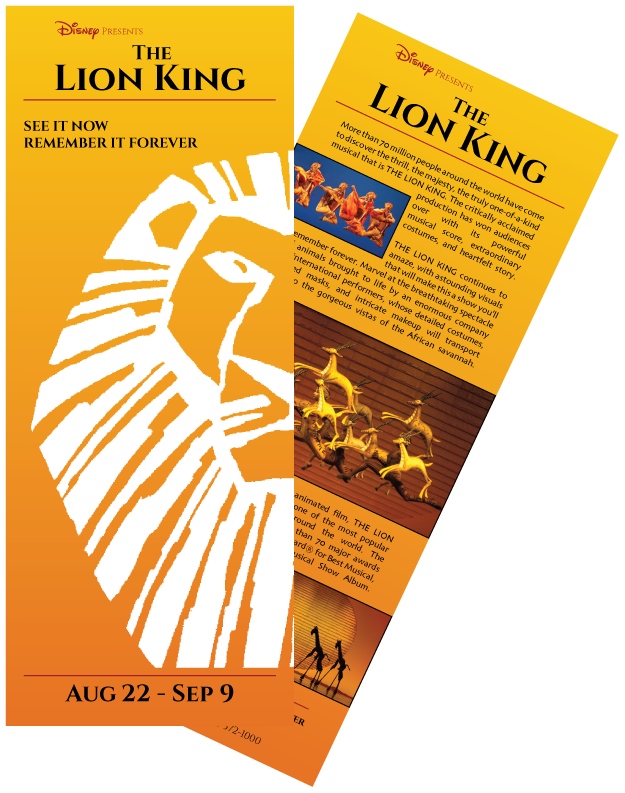 Disney PRESENTS
THE
LION KING
SEE IT NOW
REMEMBER IT FOREVER
AUG 22 - SEP 9
Disney PRESENTS
THE
LION KING
More than 70 million people around the world have come
to discover the thrill, the majesty, the truly one-of-a-kind
musical that is THE LION KING. The critically acclaimed
production has won audiences
over with its powerful
musical score, extraordinary
costumes, and heartfelt story.
THE LION KING continues to
amaze, with astounding visuals
that will make this a show you'll
emember forever. Marvel at the breathtaking spectacle
animals brought to life by an enormous company
international performers, whose detailed costumes,
masks, and intricate makeup will transport
the gorgeous vistas of the African savannah.
animated film, THE LION
one of the most popular
round the world. The
than 70 major awards
ard® for Best Musical,
usical Show Album.
ER
72-1000